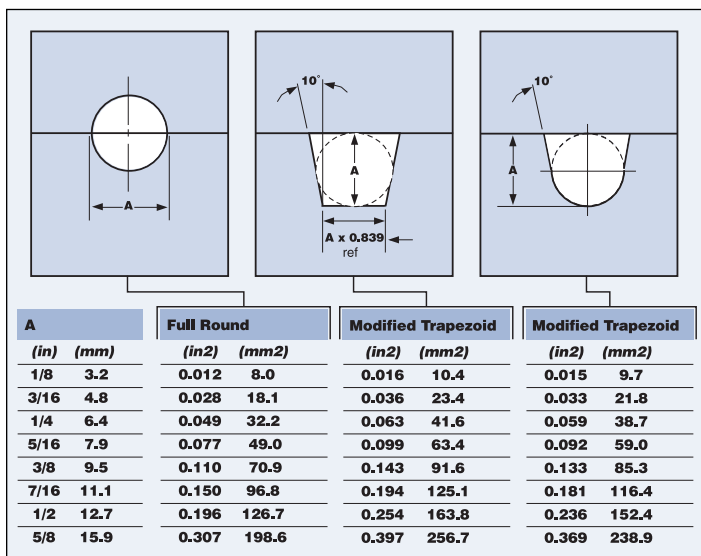 10°
10°
A
A
A
A x 0.839
ref
A Full Round Modified Trapezoid Modified Trapezoid
(in) (mm) (in2) (mm2) (in2) (mm2) (in2) (mm2)
1/8 3.2 0.012 8.0 0.016 10.4 0.015 9.7
3/16 4.8 0.028 18.1 0.036 23.4 0.033 21.8
1/4 6.4 0.049 32.2 0.063 41.6 0.059 38.7
5/16 7.9 0.077 49.0 0.099 63.4 0.092 59.0
3/8 9.5 0.110 70.9 0.143 91.6 0.133 85.3
7/16 11.1 0.150 96.8 0.194 125.1 0.181 116.4
1/2 12.7 0.196 126.7 0.254 163.8 0.236 152.4
5/8 15.9 0.307 198.6 0.397 256.7 0.369 238.9